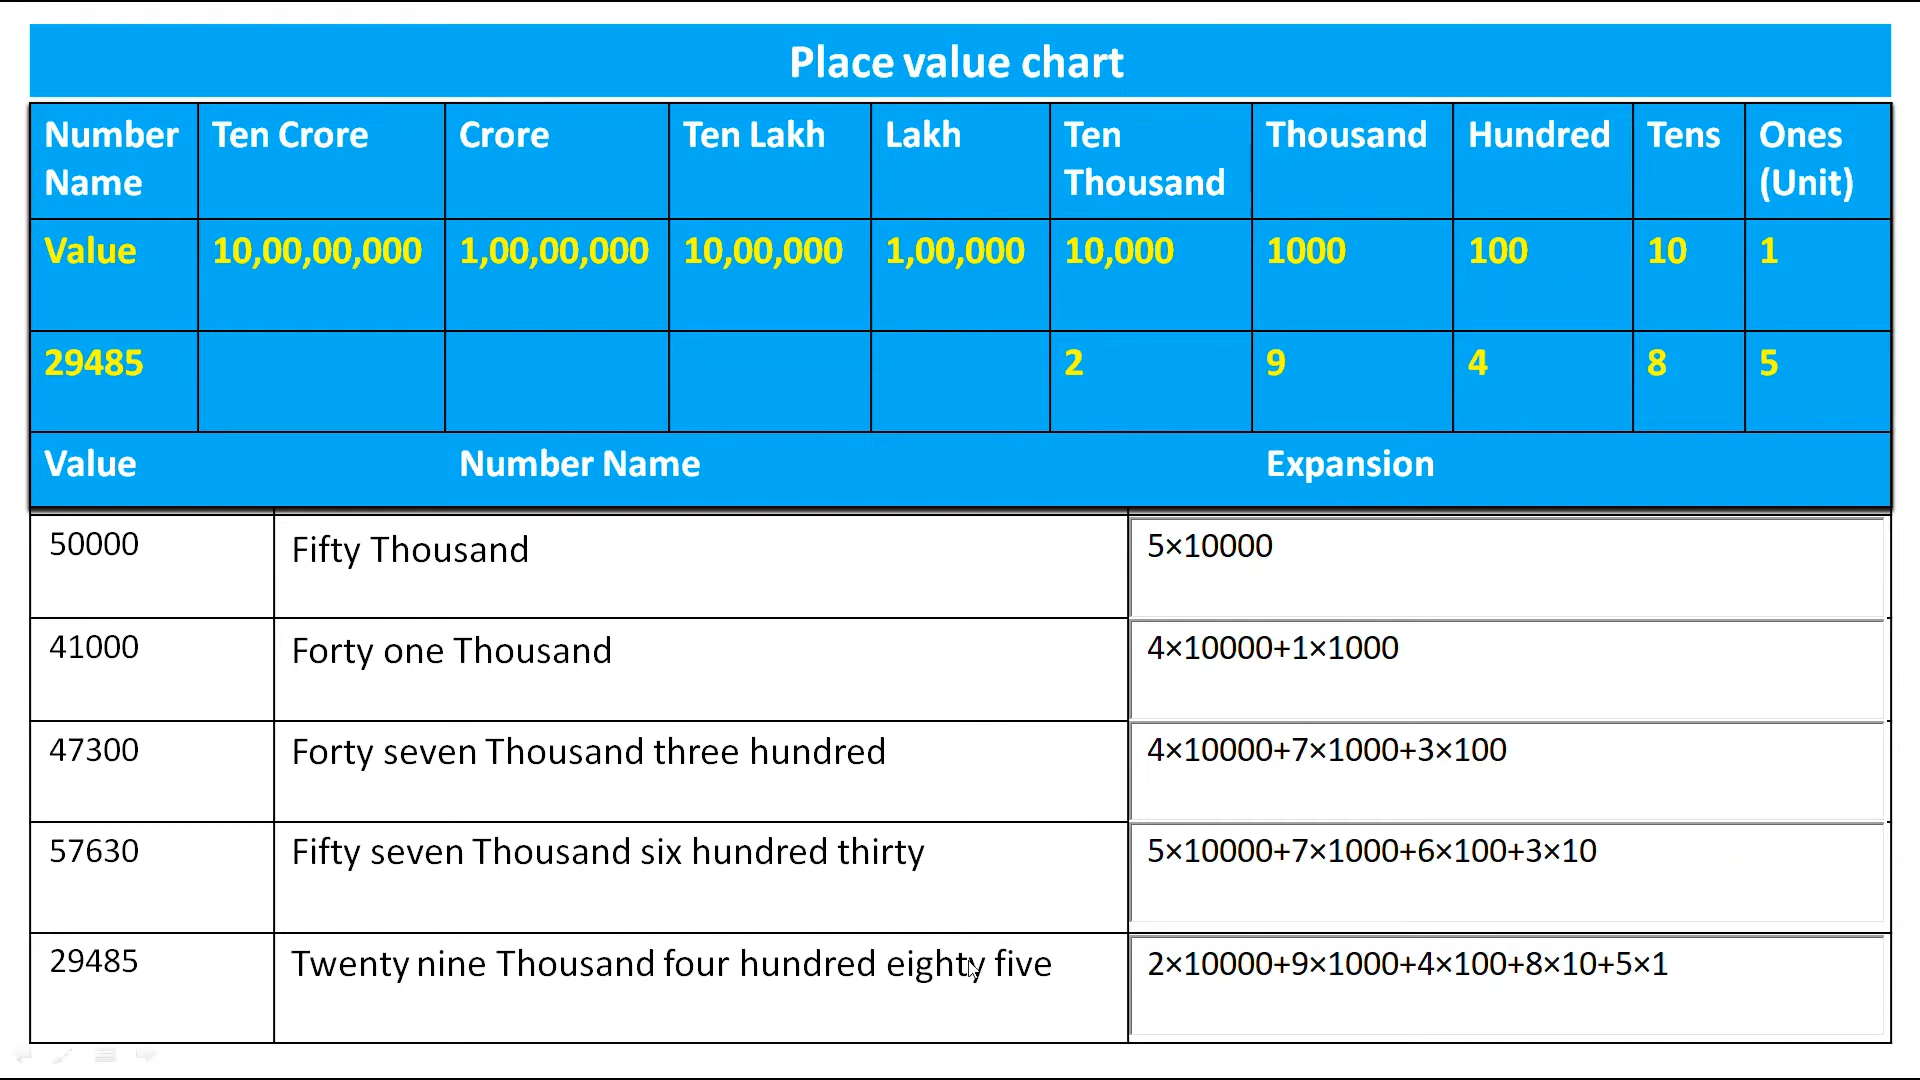 Place value chart
Number Name Ten Crore Crore Ten Lakh Lakh Ten Thousand Thousand Hundred Tens Ones (Unit)
Value 10,00,00,000 1,00,00,000 10,00,000 1,00,000 10,000 1000 100 10 1
29485 2 9 4 8 5
Value Number Name Expansion
50000 Fifty Thousand 5×10000
41000 Forty one Thousand 4×10000+1×1000
47300 Forty seven Thousand three hundred 4×10000+7×1000+3×100
57630 Fifty seven Thousand six hundred thirty 5×10000+7×1000+6×100+3×10
29485 Twenty nine Thousand four hundred eighty five 2×10000+9×1000+4×100+8×10+5×1